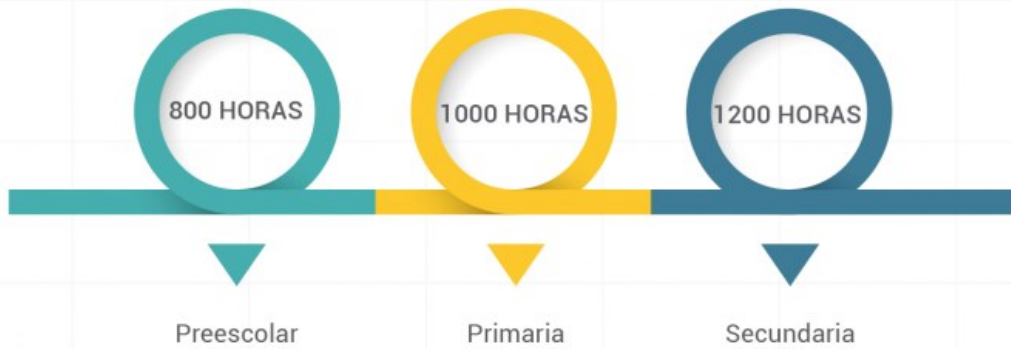 800 HORAS
1000 HORAS
1200 HORAS
Preescolar
Primaria
Secundaria